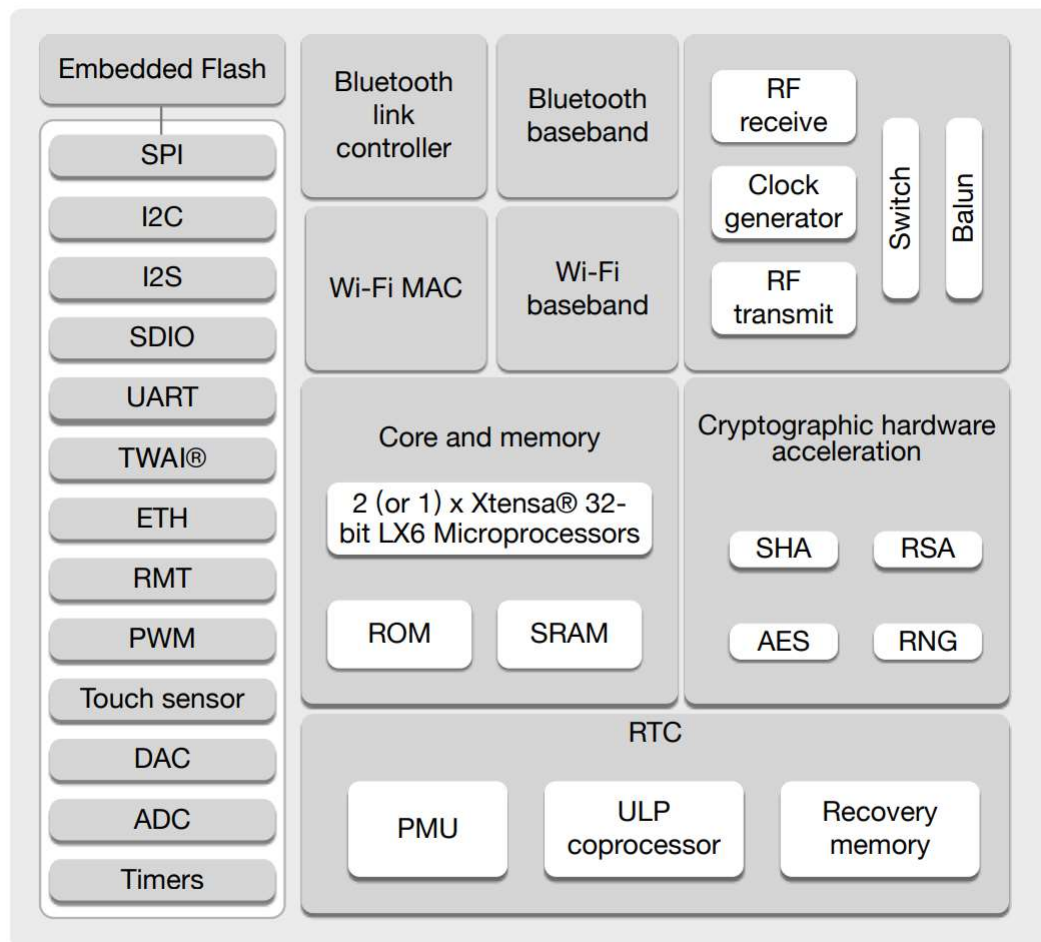 Embedded Flash
SPI
I2C
I2S
SDIO
UART
TWAI®
ETH
RMT
PWM
Touch sensor
DAC
ADC
Timers
Bluetooth
link
controller
Bluetooth
baseband
Wi-Fi MAC
Wi-Fi
baseband
RF
receive
Clock
generator
RF
transmit
Switch
Balun
Core and memory
2 (or 1) x Xtensa® 32-
bit LX6 Microprocessors
ROM
SRAM
Cryptographic hardware
acceleration
SHA
RSA
AES
RNG
RTC
PMU
ULP
coprocessor
Recovery
memory